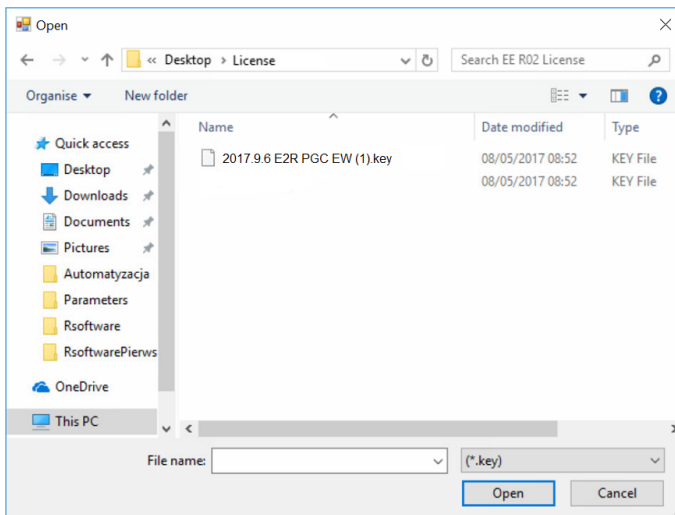 Open
« Desktop › License
Search EE R02 License
Organise
New folder
Name
Date modified
Type
Quick access
2017.9.6 E2R PGC EW (1).key
08/05/2017 08:52
KEY File
Desktop
08/05/2017 08:52
KEY File
Downloads
Documents
Pictures
Automatyzacja
Parameters
Rsoftware
RsoftwarePierws
OneDrive
This PC
File name:
(*.key)
Open
Cancel